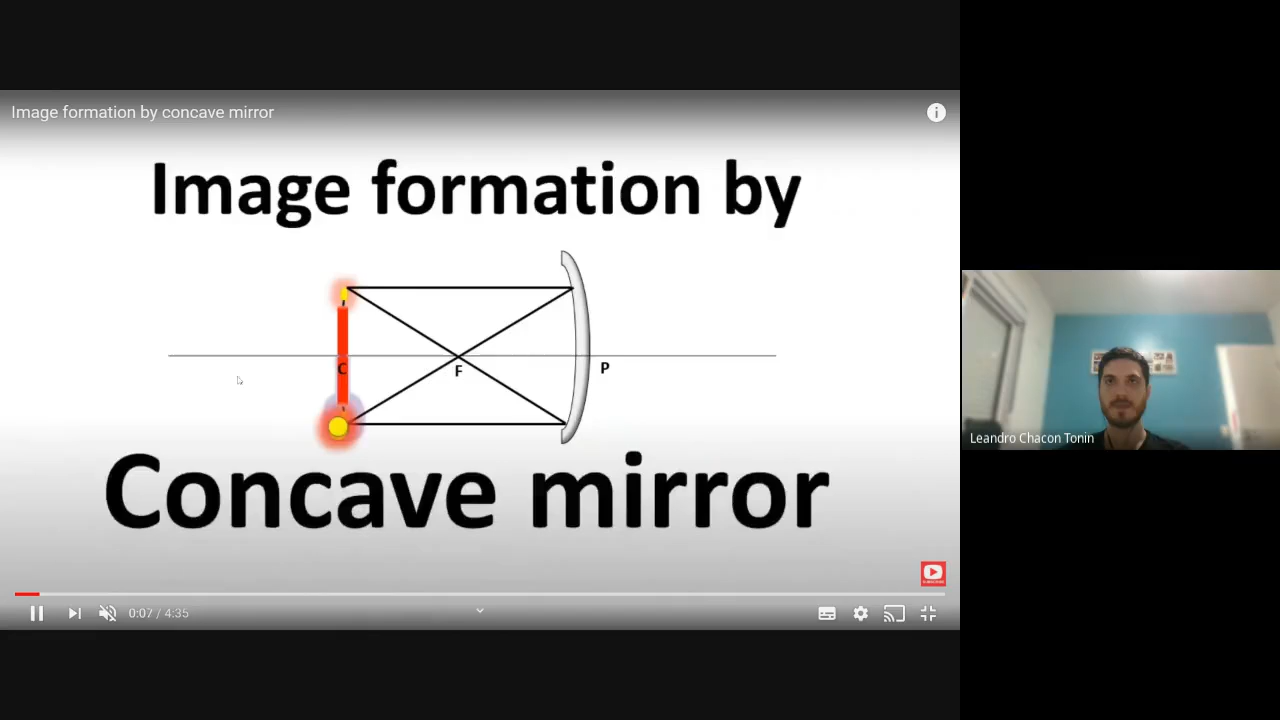 Image formation by concave mirror
Image formation by
C
F
P
Concave mirror
0:07 / 4:35
Leandro Chacon Tonin